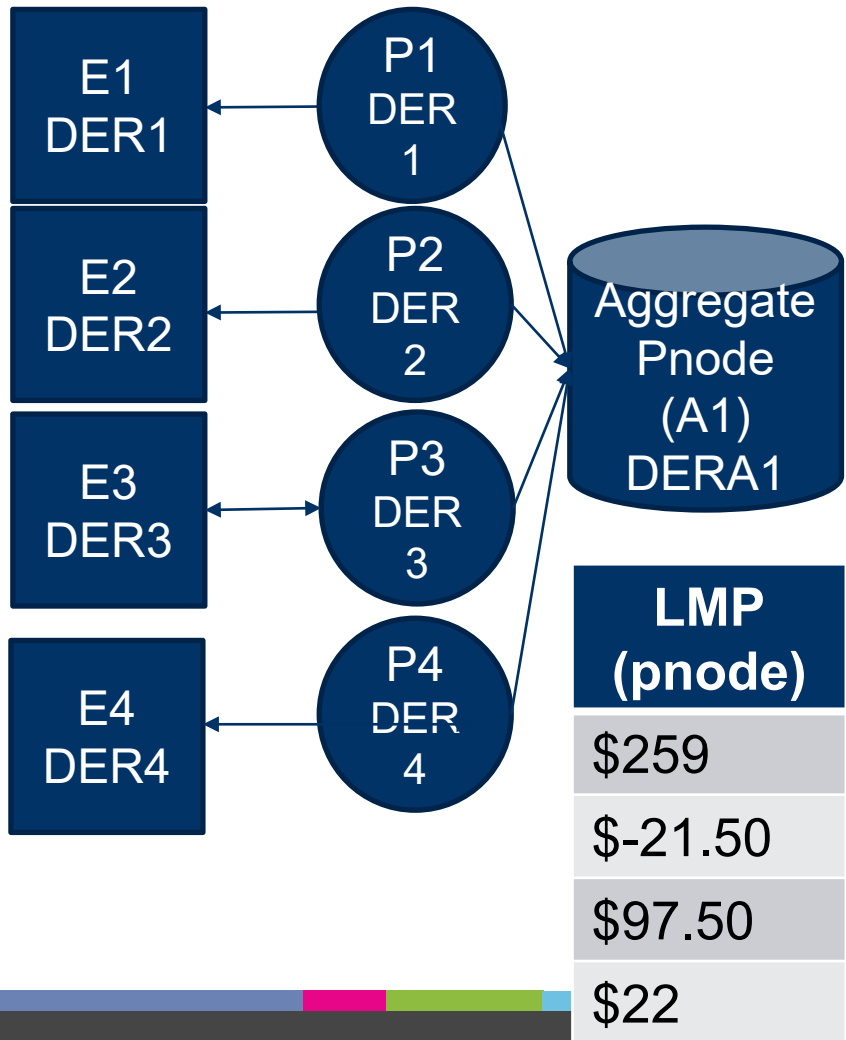 E1
DER1
P1
DER
1
E2
DER2
P2
DER
2
E3
DER3
P3
DER
3
E4
DER4
P4
DER
4
Aggregate
Pnode
(A1)
DERA1
LMP
(pnode)
$259
$-21.50
$97.50
$22